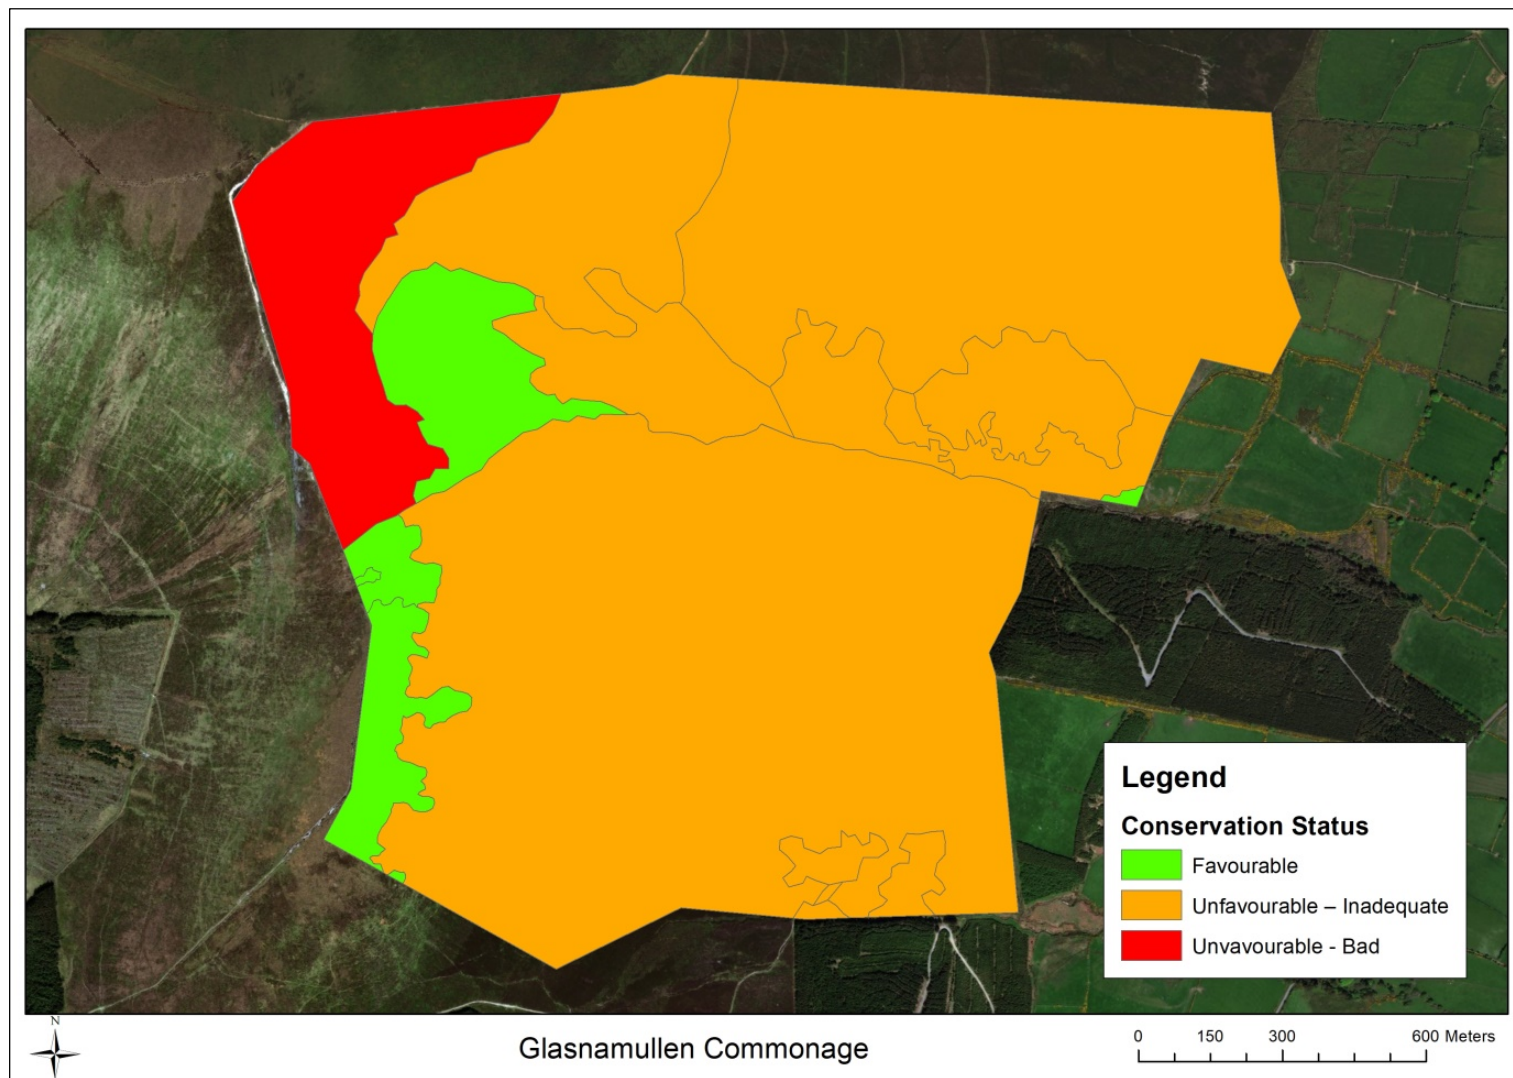 Legend
Conservation Status
Favourable
Unfavourable – Inadequate
Unvavourable - Bad
N
Glasnamullen Commonage
0 150 300 600 Meters